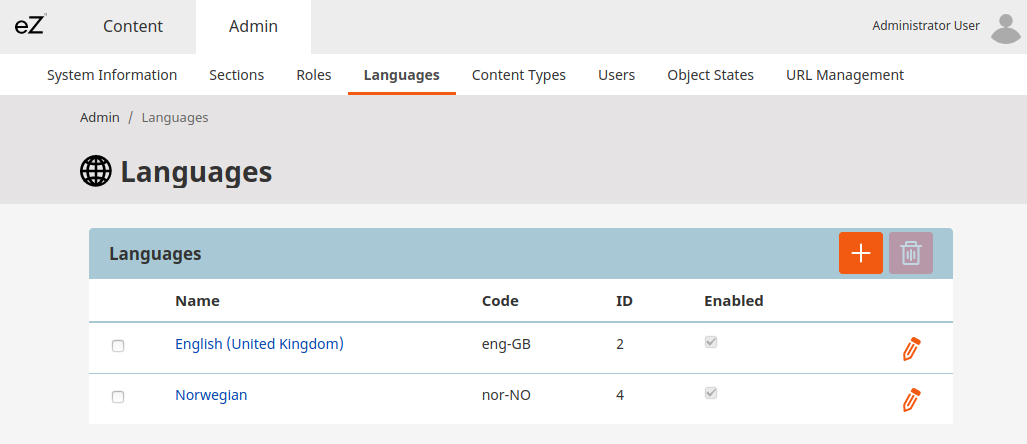 eZ™ Content Admin Administrator User
System Information Sections Roles Languages Content Types Users Object States URL Management
Admin / Languages
Languages
Languages
Name Code ID Enabled
English (United Kingdom) eng-GB 2
Norwegian nor-NO 4